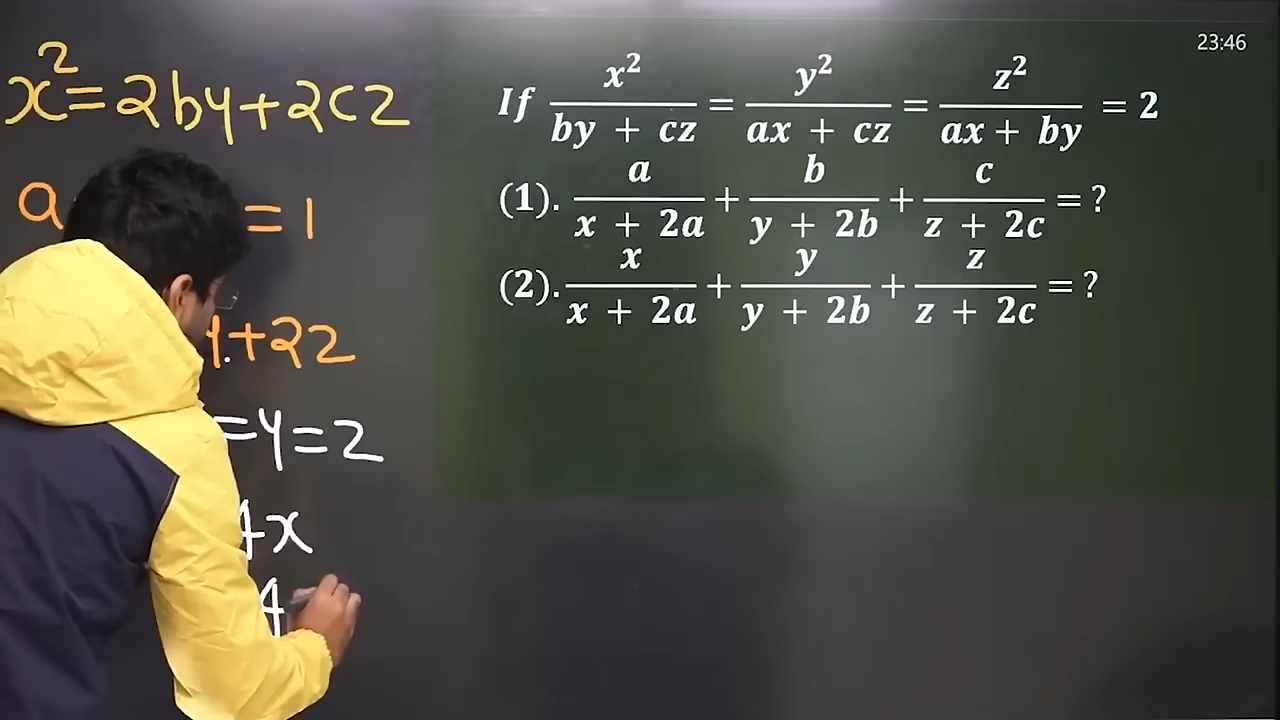 23:46
x² = 2by + 2cz
a = 1
y + 2z
= y = z
4x
4
If x²/(by + cz) = y²/(ax + cz) = z²/(ax + by) = 2
(1). a/(x + 2a) + b/(y + 2b) + c/(z + 2c) = ?
(2). x/(x + 2a) + y/(y + 2b) + z/(z + 2c) = ?